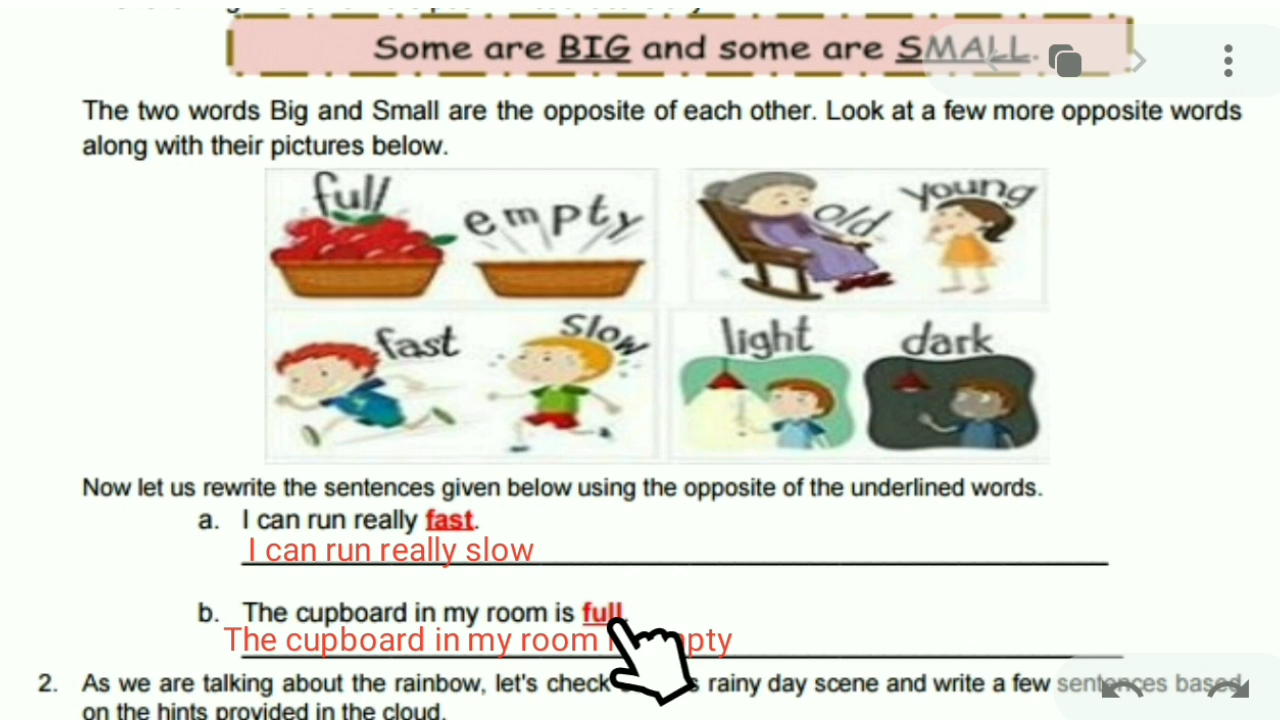 Some are BIG and some are SMALL.
The two words Big and Small are the opposite of each other. Look at a few more opposite words
along with their pictures below.
full
empty
old
young
fast
slow
light
dark
Now let us rewrite the sentences given below using the opposite of the underlined words.
a. I can run really fast.
I can run really slow
b. The cupboard in my room is full
The cupboard in my room
2. As we are talking about the rainbow, let's check rainy day scene and write a few sentences based
on the hints provided in the cloud.